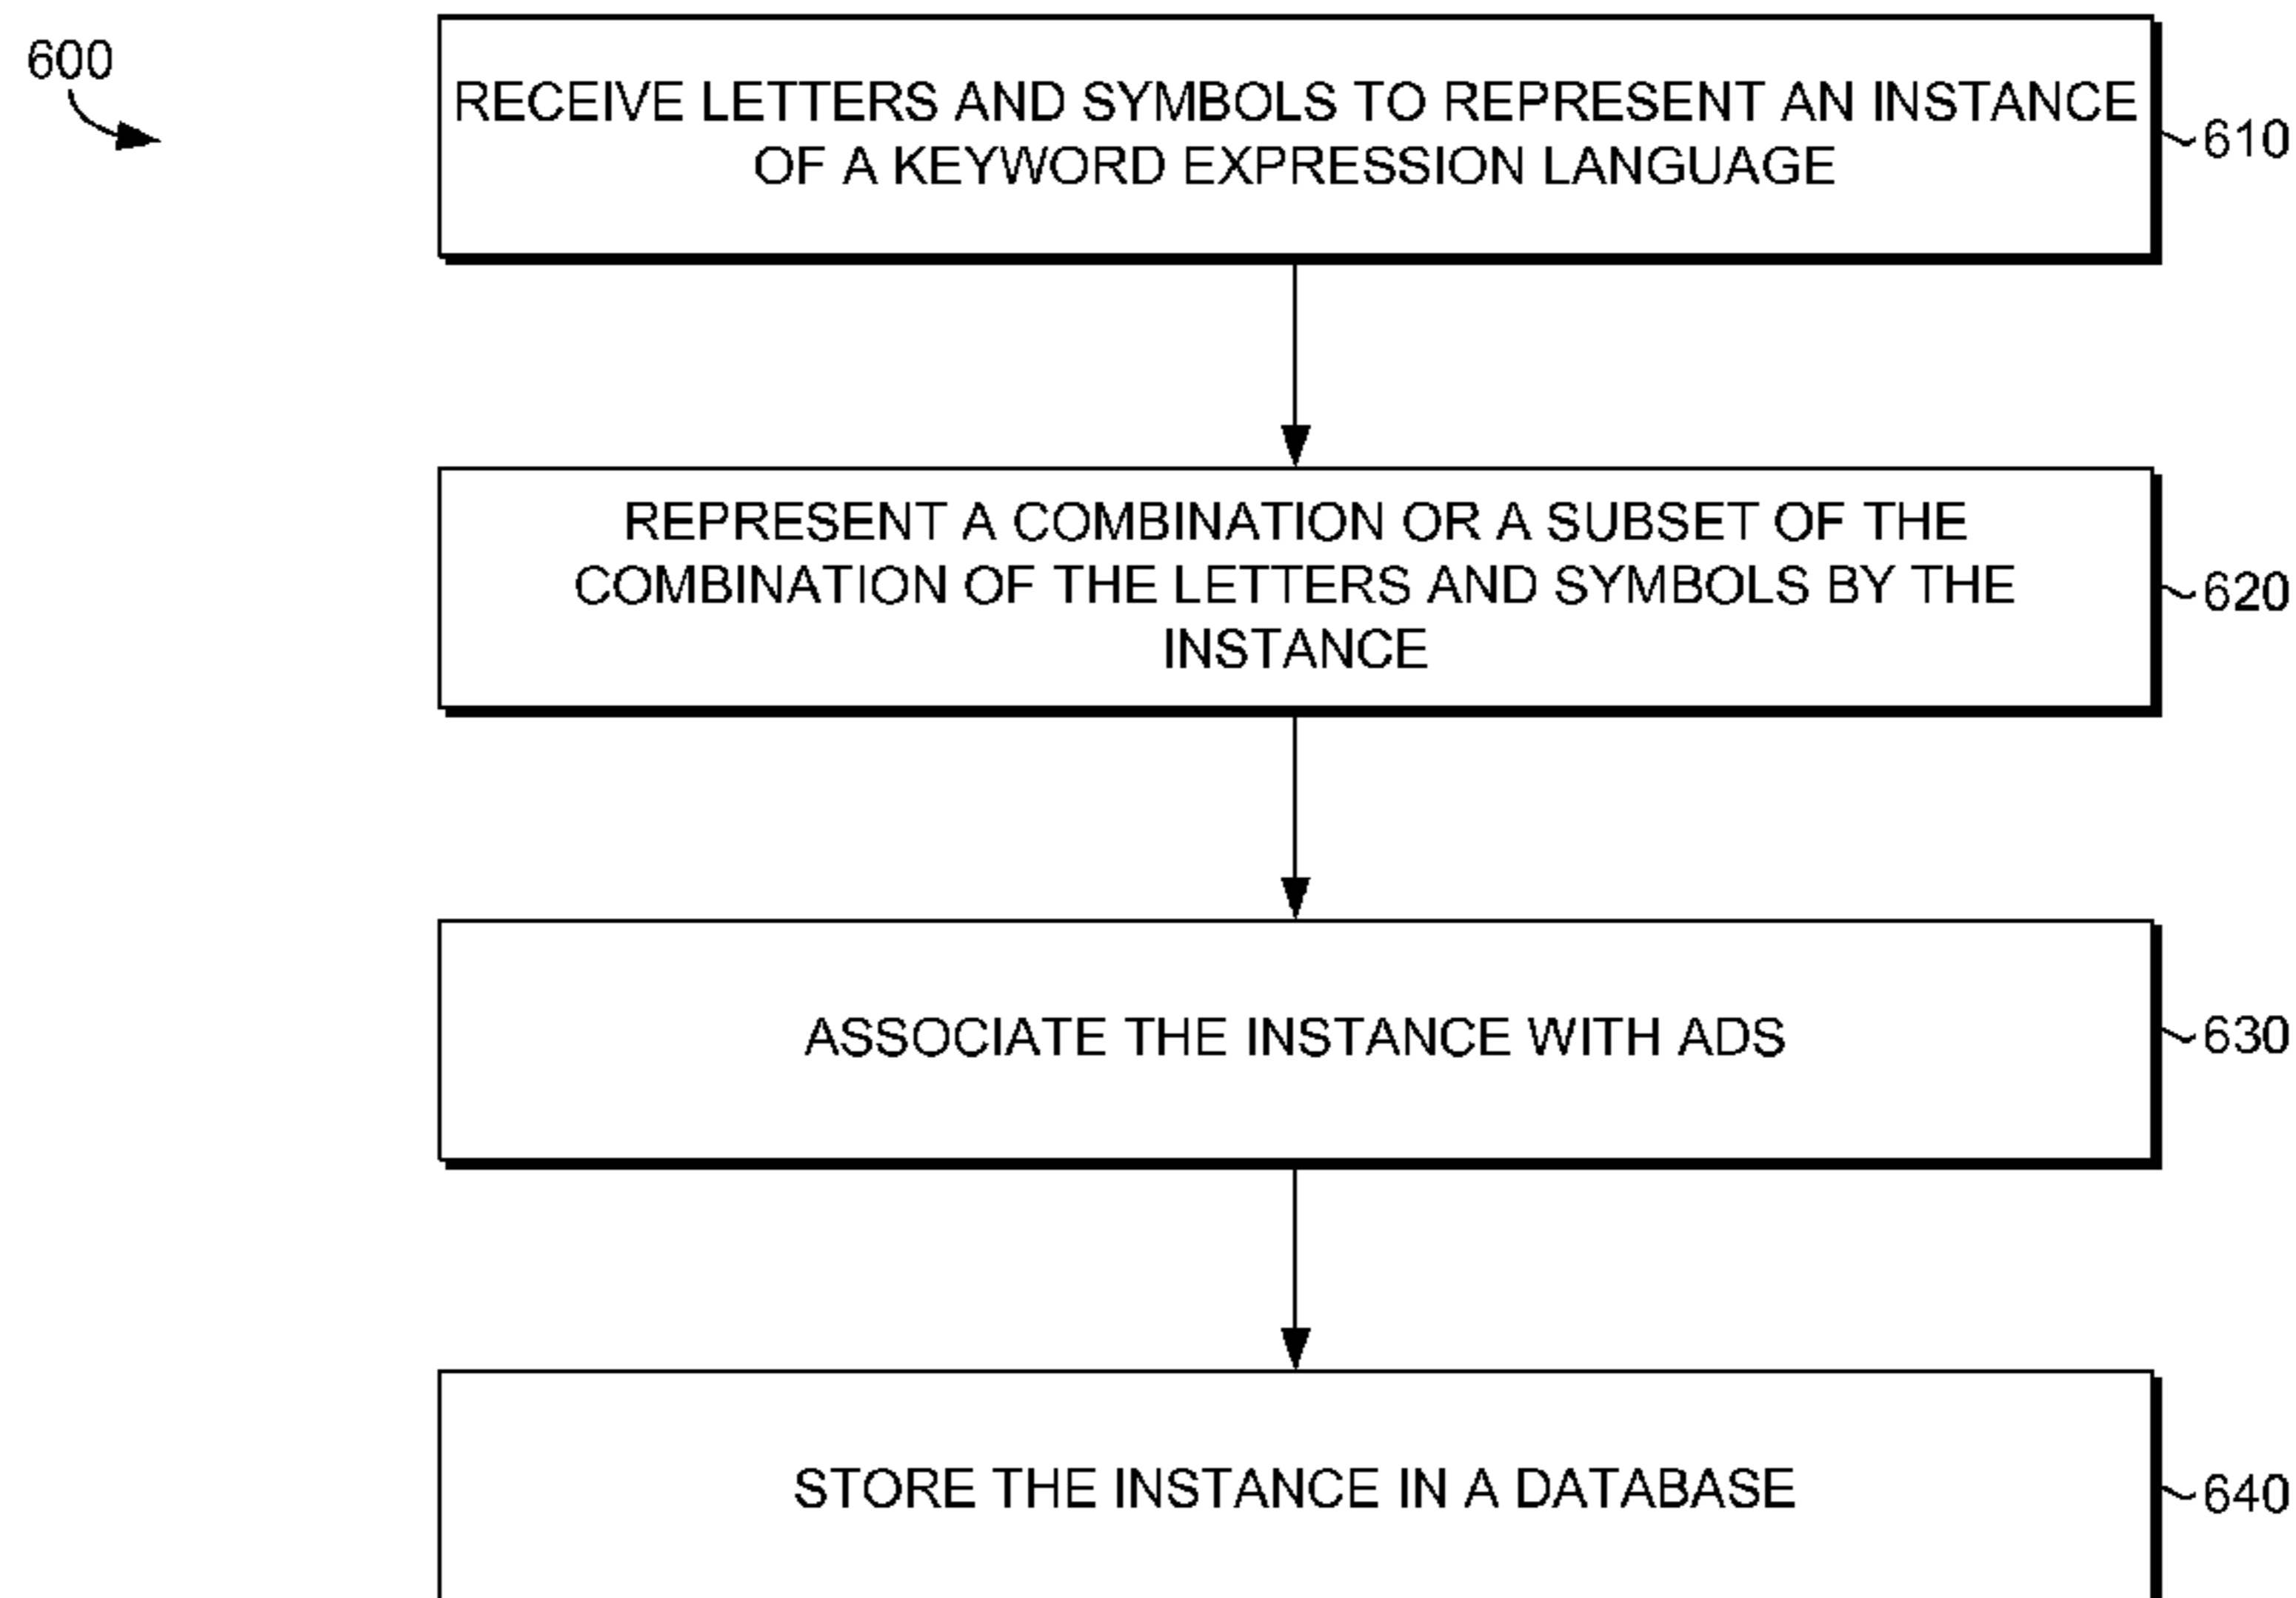 600
RECEIVE LETTERS AND SYMBOLS TO REPRESENT AN INSTANCE
OF A KEYWORD EXPRESSION LANGUAGE
610
REPRESENT A COMBINATION OR A SUBSET OF THE
COMBINATION OF THE LETTERS AND SYMBOLS BY THE
INSTANCE
620
ASSOCIATE THE INSTANCE WITH ADS
630
STORE THE INSTANCE IN A DATABASE
640